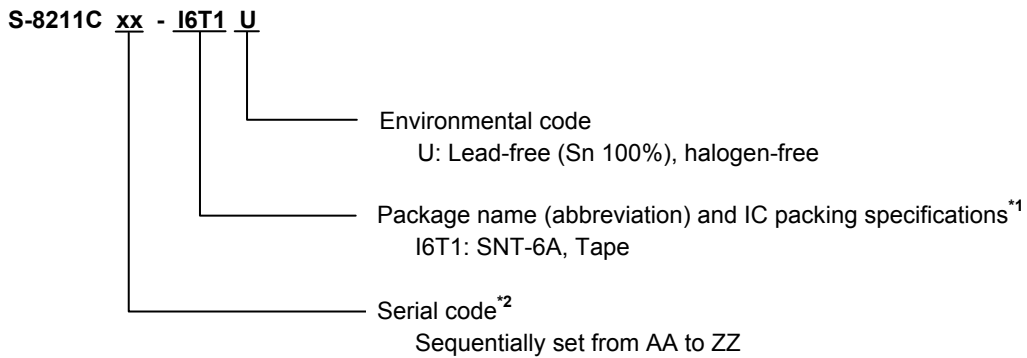 S-8211C xx - I6T1 U
Environmental code
U: Lead-free (Sn 100%), halogen-free
Package name (abbreviation) and IC packing specifications*1
I6T1: SNT-6A, Tape
Serial code*2
Sequentially set from AA to ZZ